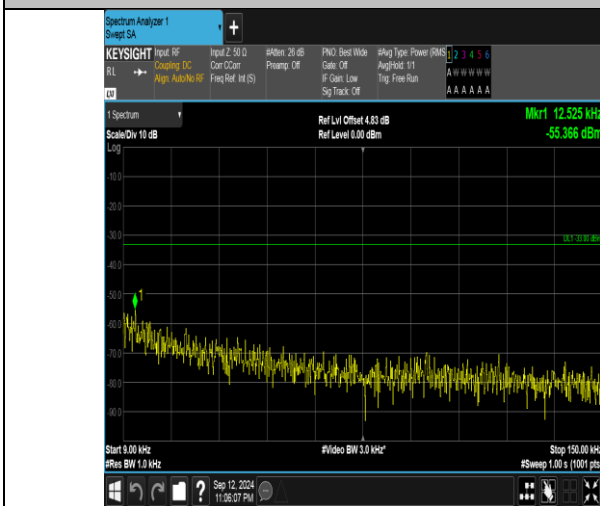 Spectrum Analyzer 1
Swept SA
+
KEYSIGHT
RL
Input: RF
Coupling: DC
Align: Auto/No RF
Input Z: 50 Ω
Corr CCorr
Freq Ref: Int (S)
#Atten: 26 dB
Preamp: Off
PNO: Best Wide
Gate: Off
IF Gain: Low
Sig Track: Off
#Avg Type: Power (RMS
Avg|Hold: 1/1
Trig: Free Run
1 2 3 4 5 6
A W W W W W
A A A A A A
1 Spectrum
Scale/Div 10 dB
Ref Lvl Offset 4.83 dB
Ref Level 0.00 dBm
Mkr1 12.525 kHz
-55.366 dBm
Log
-10.0
-20.0
-30.0
DL1 -33.00 dBm
-40.0
-50.0
1
-60.0
-70.0
-80.0
-90.0
Start 9.00 kHz
#Res BW 1.0 kHz
#Video BW 3.0 kHz*
Stop 150.00 kHz
#Sweep 1.00 s (1001 pts
?
Sep 12, 2024
11:06:07 PM